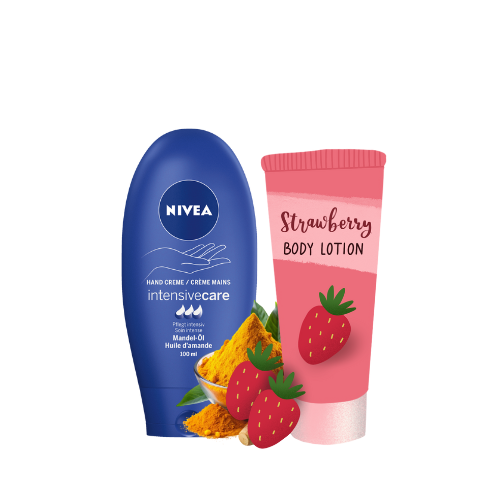 NIVEA
HAND CREME / CRÈME MAINS
intensivecare
Pflegt intensiv
Soin intense
Mandel-Öl
Huile d'amande
100 ml
Strawberry
BODY LOTION